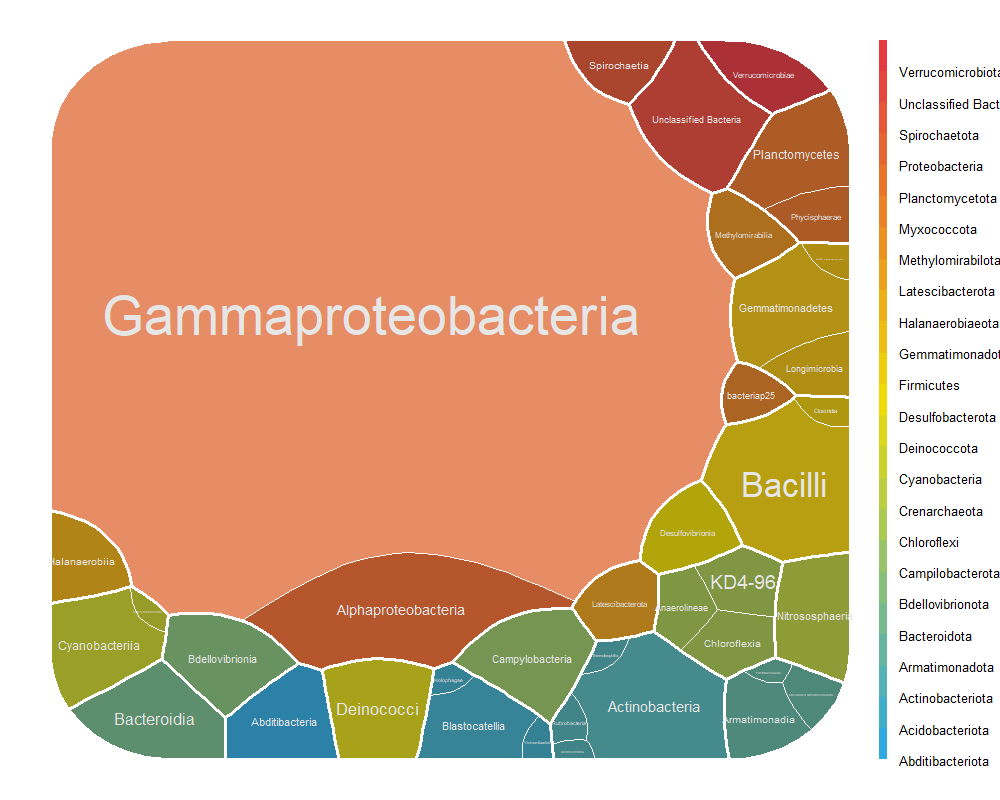 Spirochaetia
Verrucomicrobiae
Unclassified Bacteria
Planctomycetes
Phycisphaerae
Methylomirabilia
Gammaproteobacteria
Gemmatimonadetes
Longimicrobia
bacteriap25
Clostridia
Bacilli
Desulfovibrionia
Halanaerobiia
KD4-96
Latescibacterota
Anaerolineae
Alphaproteobacteria
Nitrososphaeria
Cyanobacteriia
Chloroflexia
Bdellovibrionia
Campylobacteria
Holophagae
Actinobacteria
Deinococci
Bacteroidia
Abditibacteria
Blastocatellia
Armatimonadia
Verrucomicrobiota
Unclassified Bact
Spirochaetota
Proteobacteria
Planctomycetota
Myxococcota
Methylomirabilota
Latescibacterota
Halanaerobiaeota
Gemmatimonadot
Firmicutes
Desulfobacterota
Deinococcota
Cyanobacteria
Crenarchaeota
Chloroflexi
Campilobacterota
Bdellovibrionota
Bacteroidota
Armatimonadota
Actinobacteriota
Acidobacteriota
Abditibacteriota